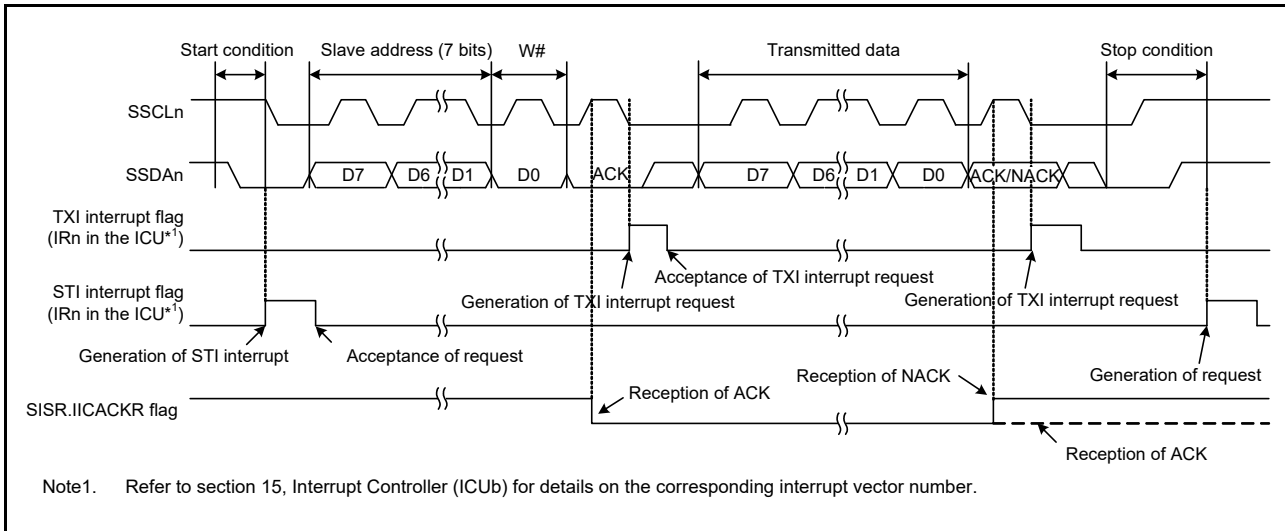 Start condition
Slave address (7 bits)
W#
Transmitted data
Stop condition
SSCLn
SSDAn
D7
D6
D1
D0
ACK
D7
D6
D1
D0
ACK/NACK
TXI interrupt flag
(IRn in the ICU*1)
Acceptance of TXI interrupt request
Generation of TXI interrupt request
Generation of TXI interrupt request
STI interrupt flag
(IRn in the ICU*1)
Generation of STI interrupt
Acceptance of request
Generation of request
SISR.IICACKR flag
Reception of ACK
Reception of NACK
Reception of ACK
Note1. Refer to section 15, Interrupt Controller (ICUb) for details on the corresponding interrupt vector number.